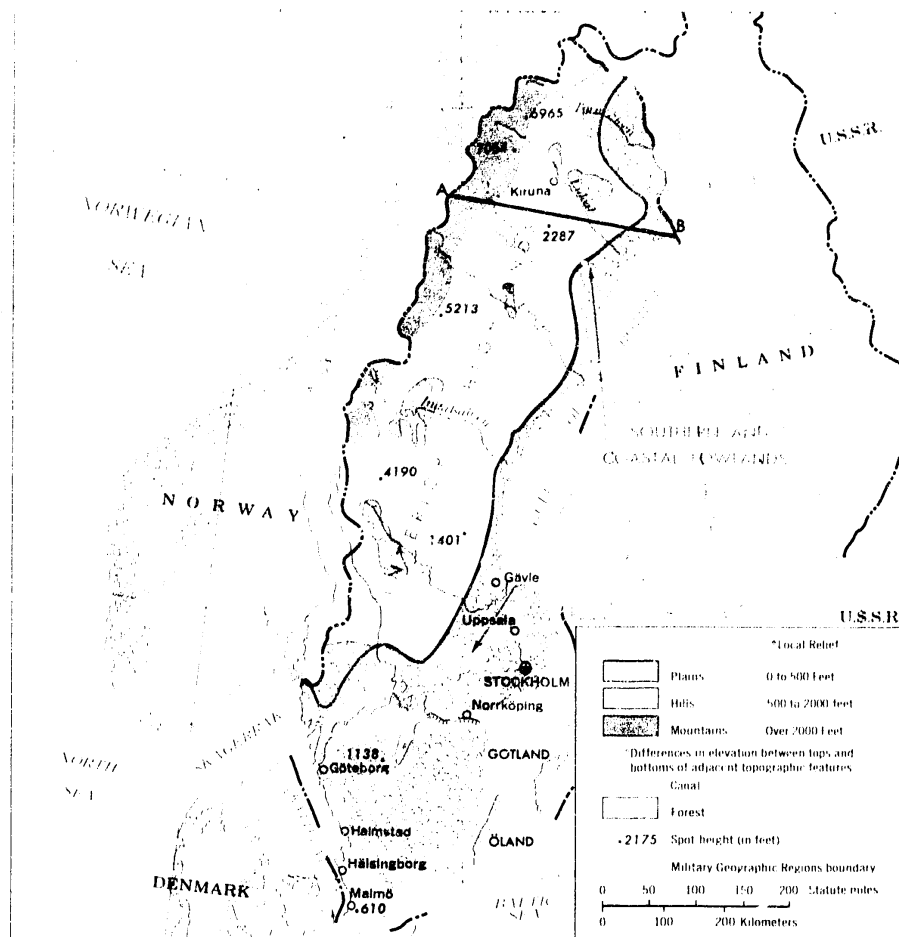 6965
U.S.S.R.
A
Kiruna
NORWEGIAN
SEA
B
2287
5213
FINLAND
SOUTHERN AND
COASTAL LOWLANDS
4190
NORWAY
1401
Gävle
Uppsala
U.S.S.R
STOCKHOLM
Norrköping
SKAGERRAK
GOTLAND
1138
Göteborg
NORTH
SEA
Halmstad
ÖLAND
Hälsingborg
DENMARK
Malmö
610
BALTIC
SEA
*Local Relief
Plains 0 to 500 Feet
Hills 500 to 2000 feet
Mountains Over 2000 Feet
*Differences in elevation between tops and
bottoms of adjacent topographic features
Canal
Forest
.2175 Spot height (in feet)
Military Geographic Regions boundary
0 50 100 150 200 Statute miles
0 100 200 Kilometers